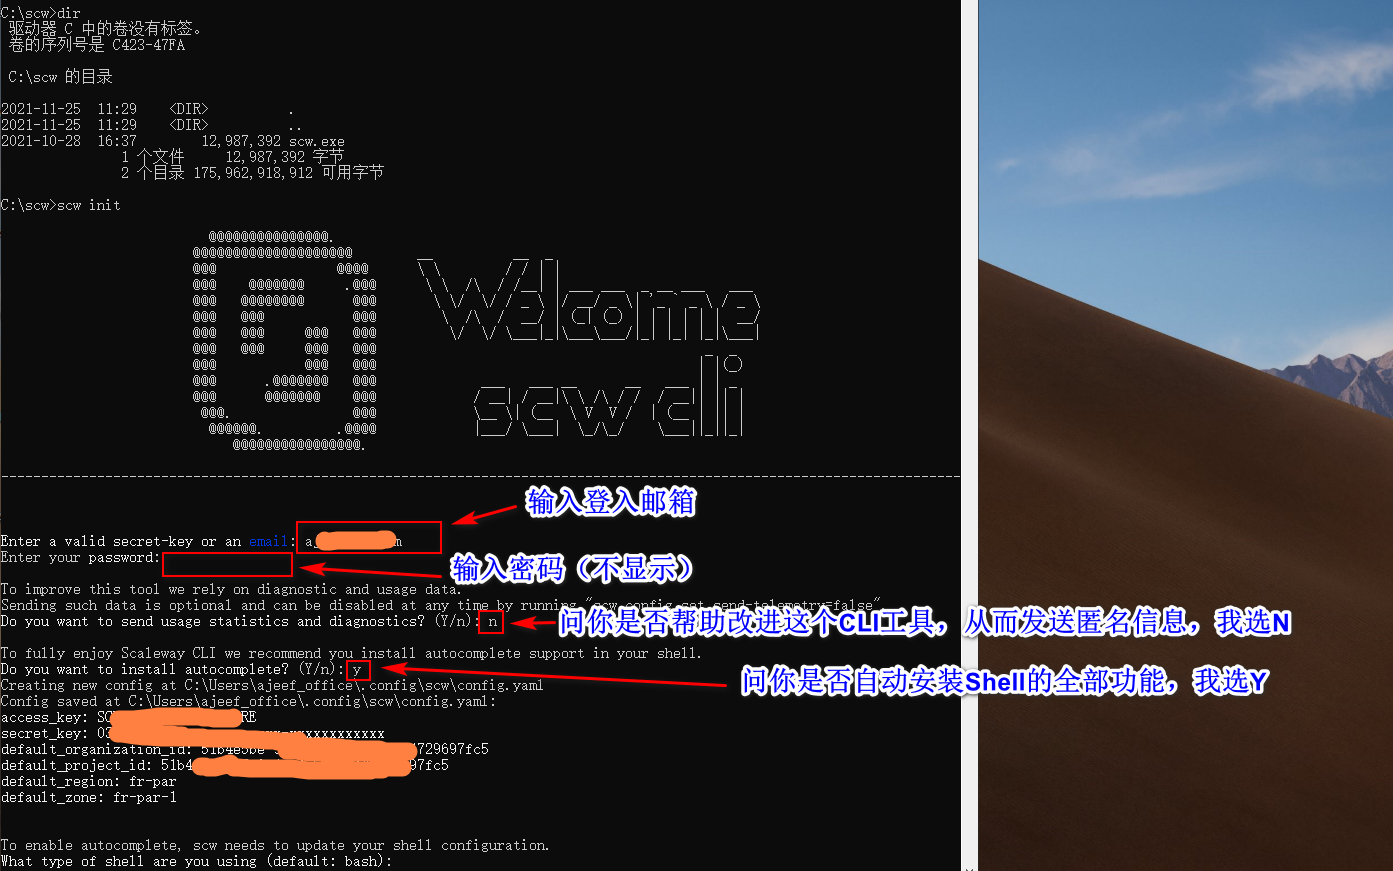 C:\scw>dir
驱动器 C 中的卷没有标签。
卷的序列号是 C423-47FA
C:\scw 的目录
2021-11-25  11:29    <DIR>          .
2021-11-25  11:29    <DIR>          ..
2021-10-28  16:37        12,987,392 scw.exe
1 个文件     12,987,392 字节
2 个目录 175,962,918,912 可用字节
C:\scw>scw init
Welcome
scw cli
输入登入邮箱
Enter a valid secret-key or an email:
Enter your password:
输入密码（不显示）
To improve this tool we rely on diagnostic and usage data.
Sending such data is optional and can be disabled at any time by running "scw config set send-telemetry=false"
Do you want to send usage statistics and diagnostics? (Y/n): n
问你是否帮助改进这个CLI工具，从而发送匿名信息，我选N
To fully enjoy Scaleway CLI we recommend you install autocomplete support in your shell.
Do you want to install autocomplete? (Y/n): y
问你是否自动安装Shell的全部功能，我选Y
Creating new config at C:\Users\ajeef_office\.config\scw\config.yaml
Config saved at C:\Users\ajeef_office\.config\scw\config.yaml:
access_key: SC RE
secret_key: 03 xxxxxxxxxxx
default_organization_id: 51b4e5be 729697fc5
default_project_id: 51b4 97fc5
default_region: fr-par
default_zone: fr-par-1
To enable autocomplete, scw needs to update your shell configuration.
What type of shell are you using (default: bash):